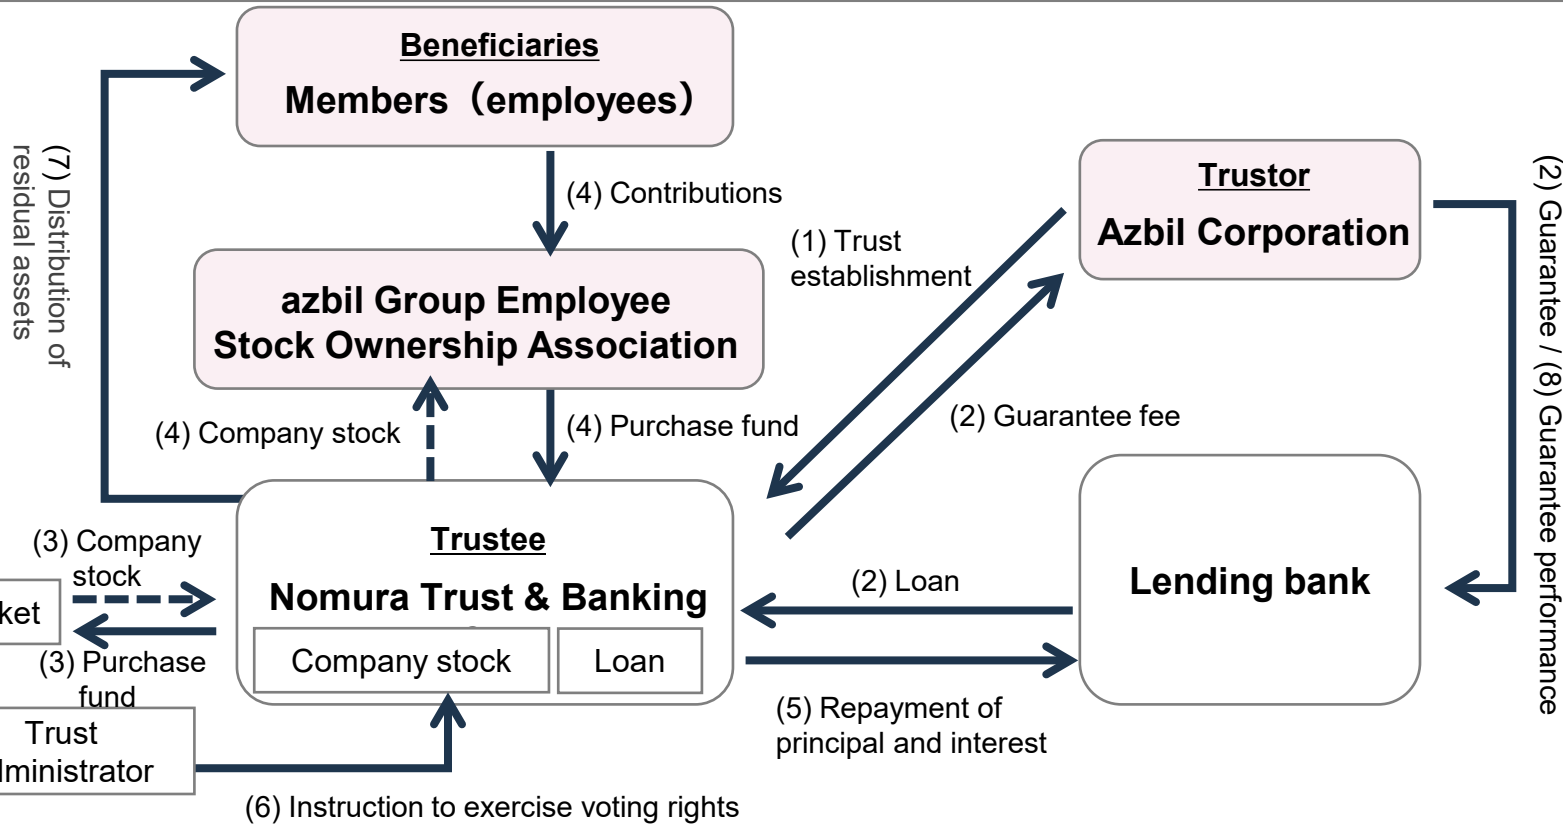 Beneficiaries
Members（employees）
(4) Contributions
(7) Distribution of
residual assets
azbil Group Employee
Stock Ownership Association
Trustor
Azbil Corporation
(1) Trust
establishment
(2) Guarantee / (8) Guarantee performance
(4) Company stock
(4) Purchase fund
(2) Guarantee fee
Trustee
Nomura Trust & Banking
Company stock
Loan
(3) Company
stock
ket
(3) Purchase
fund
(2) Loan
Lending bank
(5) Repayment of
principal and interest
Trust
dministrator
(6) Instruction to exercise voting rights